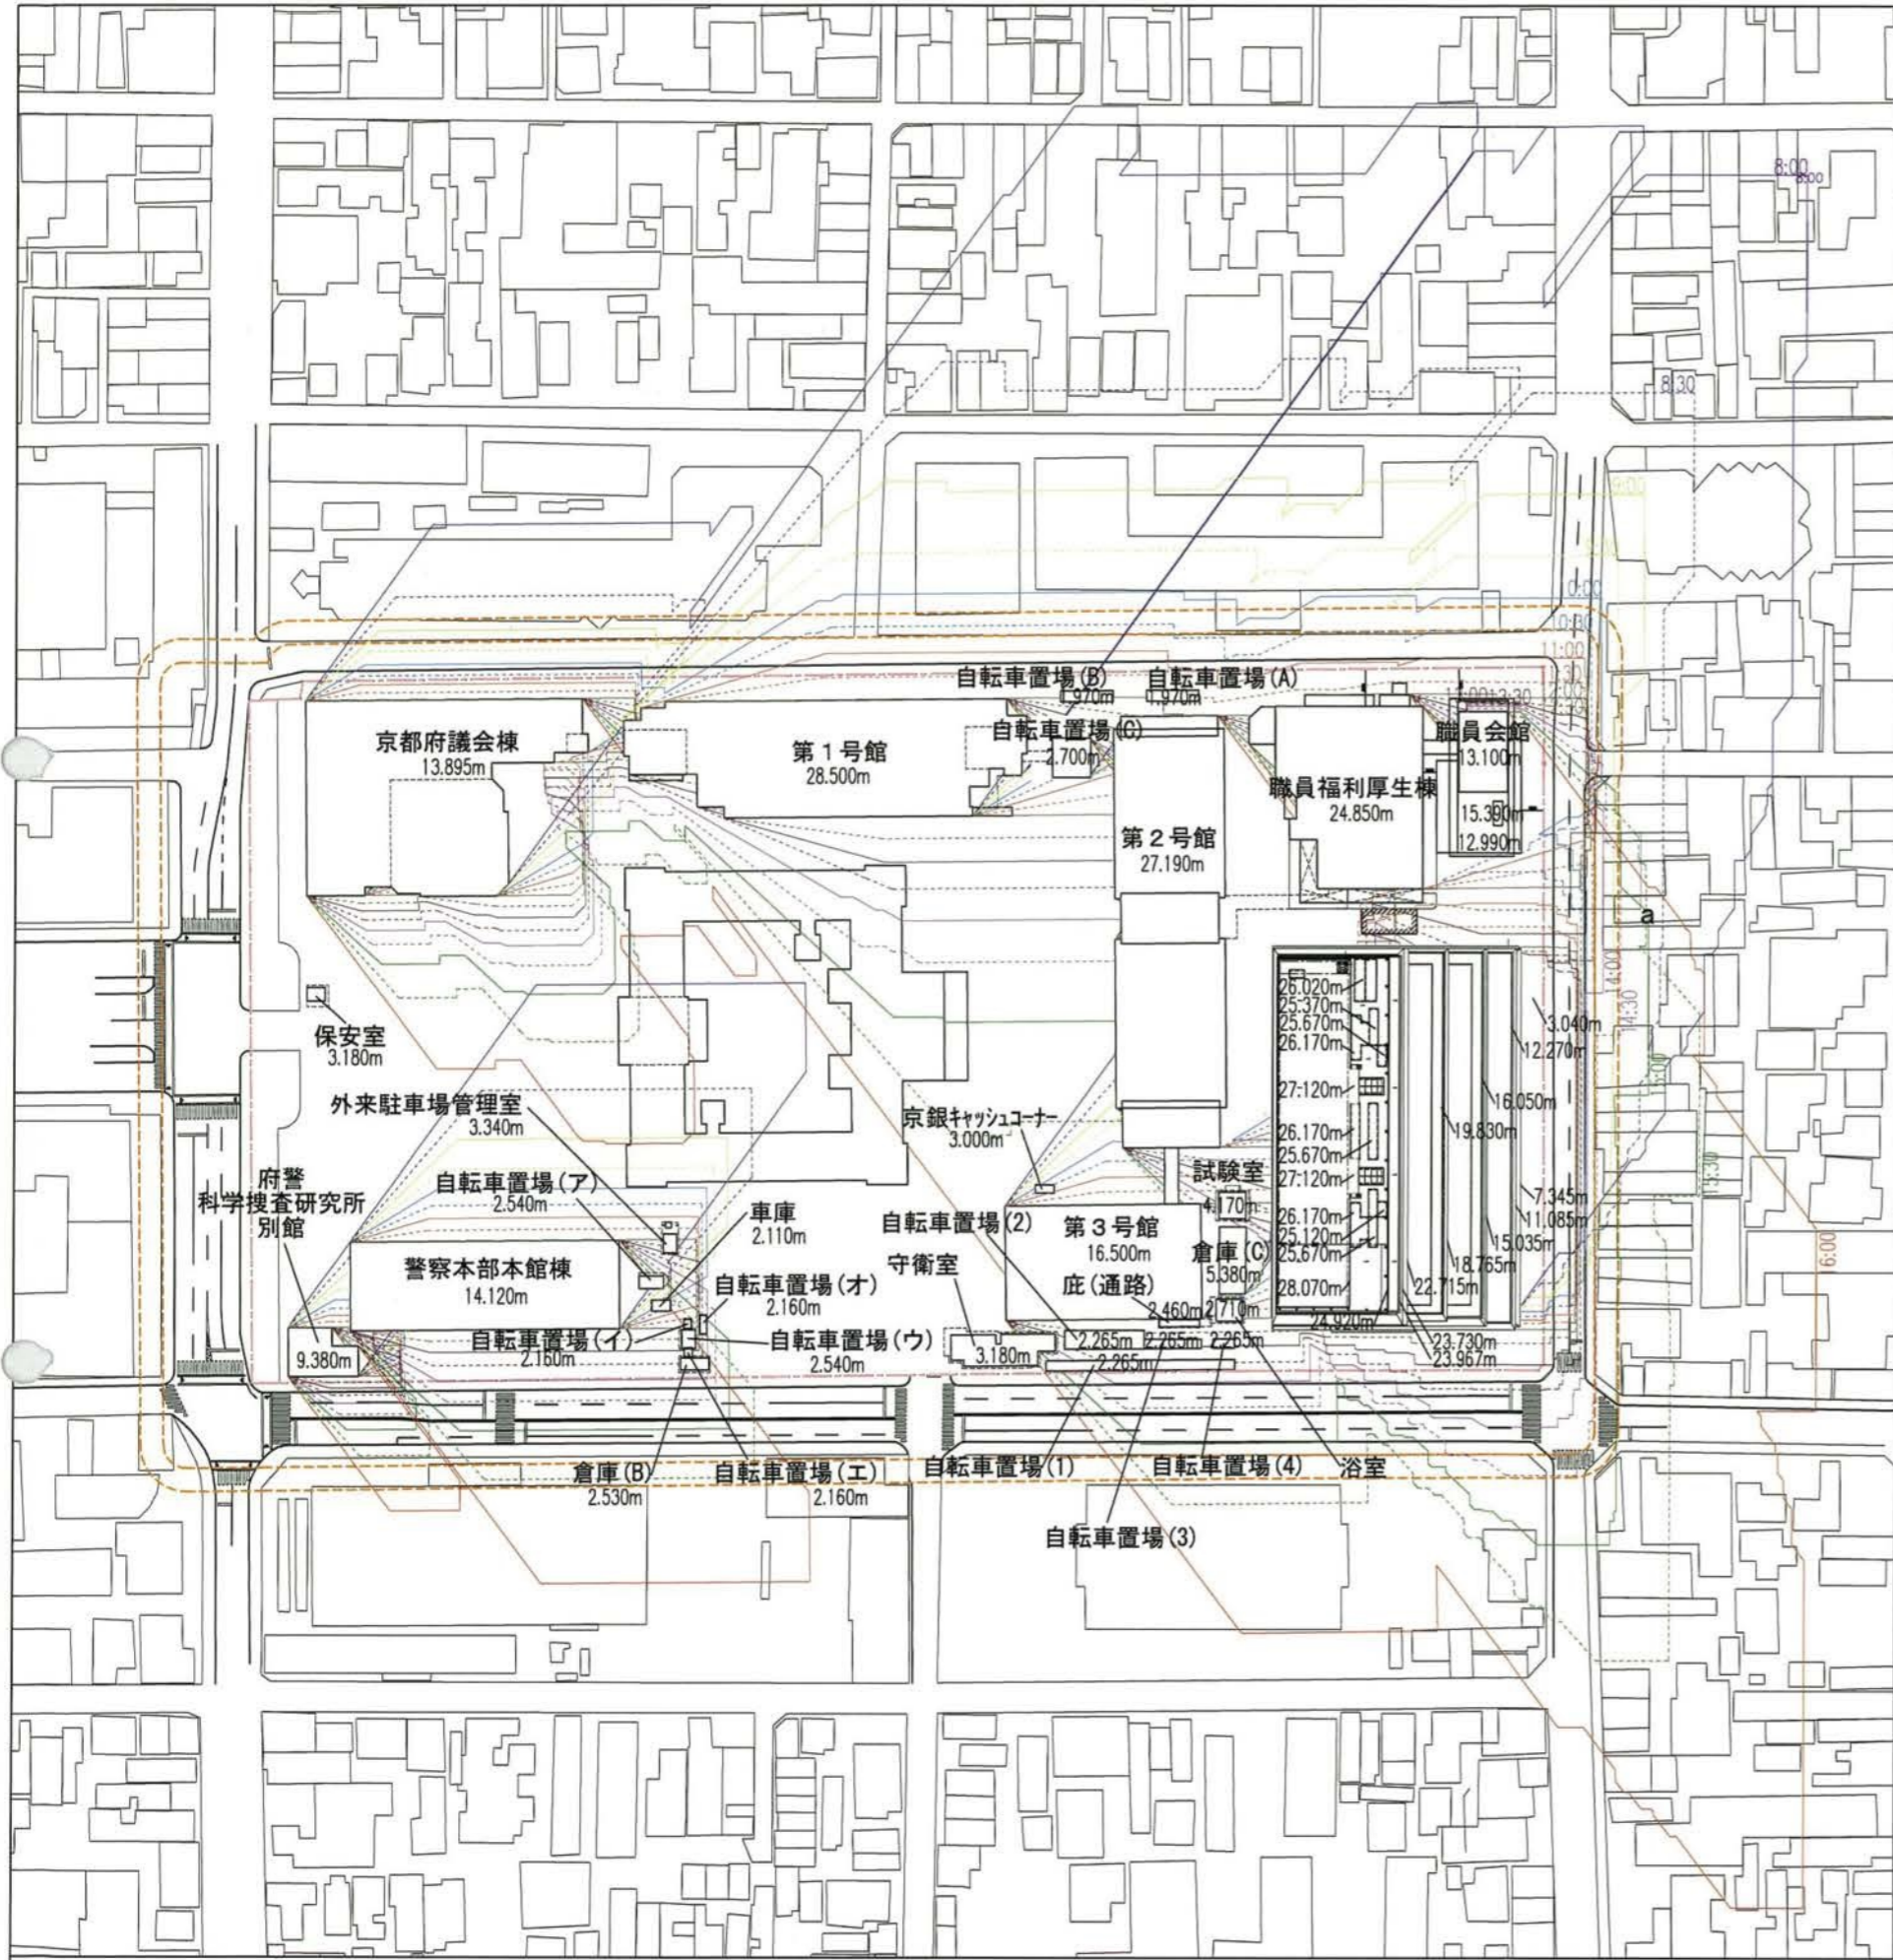 8:00
8:00
8:30
9:00
10:30
11:00
自転車置場(B)
1.970m
自転車置場(A)
1.970m
京都府議会棟
13.895m
第1号館
28.500m
自転車置場(C)
2.700m
職員会館
13.100m
職員福利厚生棟
24.850m
15.390m
12.990m
第2号館
27.190m
a
保安室
3.180m
26.020m
25.370m
25.670m
26.170m
27.120m
26.170m
25.670m
27.120m
26.170m
25.120m
25.670m
28.070m
24.920m
14:00
14:30
15:00
15:30
16:00
3.040m
12.270m
16.050m
19.830m
7.345m
11.085m
15.035m
18.765m
22.715m
23.730m
23.967m
外来駐車場管理室
3.340m
京銀キャッシュコーナー
3.000m
府警
科学捜査研究所
別館
9.380m
自転車置場(ア)
2.540m
車庫
2.110m
自転車置場(2)
第3号館
16.500m
試験室
4.170m
倉庫(C)
5.380m
警察本部本館棟
14.120m
自転車置場(オ)
2.160m
守衛室
3.180m
庇(通路)
2.460m
2.710m
自転車置場(イ)
2.160m
自転車置場(ウ)
2.540m
2.265m
2.265m
2.265m
2.265m
倉庫(B)
2.530m
自転車置場(エ)
2.160m
自転車置場(1)
自転車置場(4)
浴室
自転車置場(3)